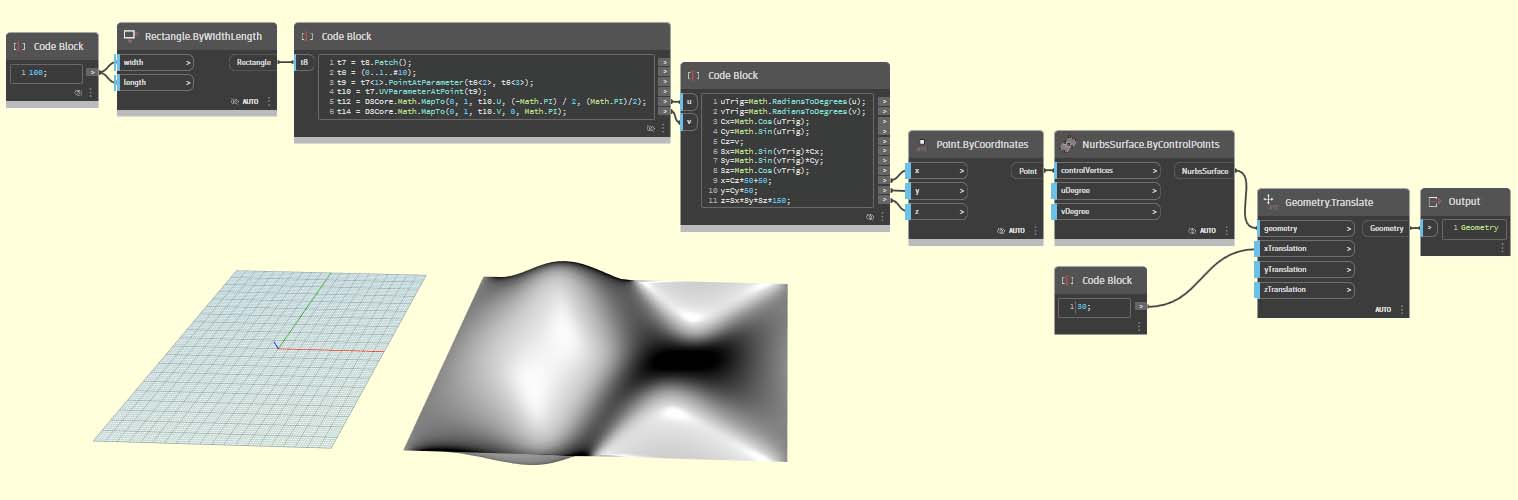 Code Block
1 100;
>
Rectangle.ByWidthLength
width >
length >
Rectangle
AUTO
Code Block
t8
1 t7 = t8.Patch();
2 t6 = (0..1..#10);
3 t9 = t7<1>.PointAtParameter(t6<2>, t6<3>);
4 t10 = t7.UVParameterAtPoint(t9);
5 t12 = DSCore.Math.MapTo(0, 1, t10.U, (-Math.PI) / 2, (Math.PI)/2);
6 t14 = DSCore.Math.MapTo(0, 1, t10.V, 0, Math.PI);
>
>
>
>
>
>
Code Block
u
v
1 uTrig=Math.RadiansToDegrees(u);
2 vTrig=Math.RadiansToDegrees(v);
3 Cx=Math.Cos(uTrig);
4 Cy=Math.Sin(uTrig);
5 Cz=v;
6 Sx=Math.Sin(vTrig)*Cx;
7 Sy=Math.Sin(vTrig)*Cy;
8 Sz=Math.Cos(vTrig);
9 x=Cz*50+50;
10 y=Cy*50;
11 z=Sx*Sy*Sz*150;
>
>
>
>
>
>
>
>
>
>
>
Point.ByCoordinates
x >
y >
z >
Point
AUTO
NurbsSurface.ByControlPoints
controlVertices >
uDegree >
vDegree >
NurbsSurface
AUTO
Geometry.Translate
geometry >
xTranslation >
yTranslation >
zTranslation >
Geometry
AUTO
Output
>
1 Geometry
Code Block
1 30;
>